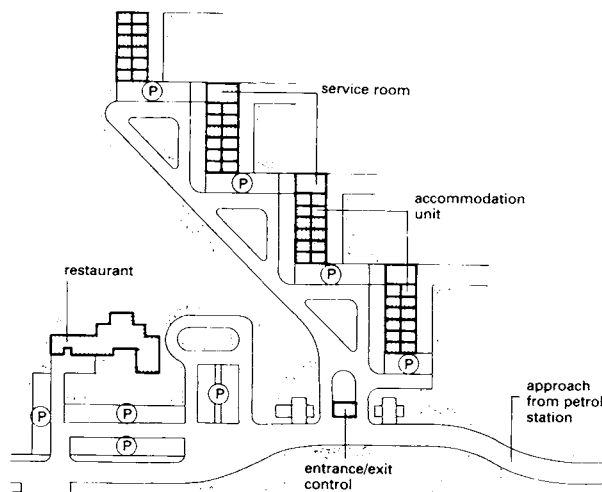 P
service room
P
P
accommodation
unit
restaurant
P
P
P
P
P
P
approach
from petrol
station
entrance/exit
control